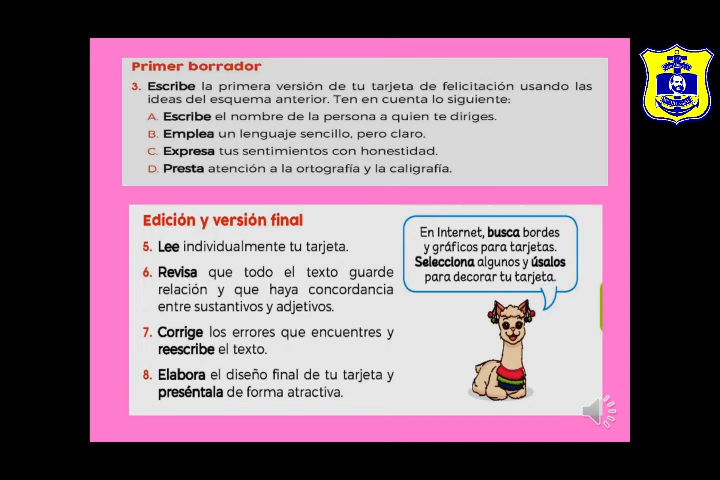 Primer borrador
3. Escribe la primera versión de tu tarjeta de felicitación usando las
ideas del esquema anterior. Ten en cuenta lo siguiente:
A. Escribe el nombre de la persona a quien te diriges.
B. Emplea un lenguaje sencillo, pero claro.
C. Expresa tus sentimientos con honestidad.
D. Presta atención a la ortografía y la caligrafía.
Edición y versión final
5. Lee individualmente tu tarjeta.
6. Revisa que todo el texto guarde
relación y que haya concordancia
entre sustantivos y adjetivos.
7. Corrige los errores que encuentres y
reescribe el texto.
8. Elabora el diseño final de tu tarjeta y
preséntala de forma atractiva.
En Internet, busca bordes
y gráficos para tarjetas.
Selecciona algunos y úsalos
para decorar tu tarjeta.